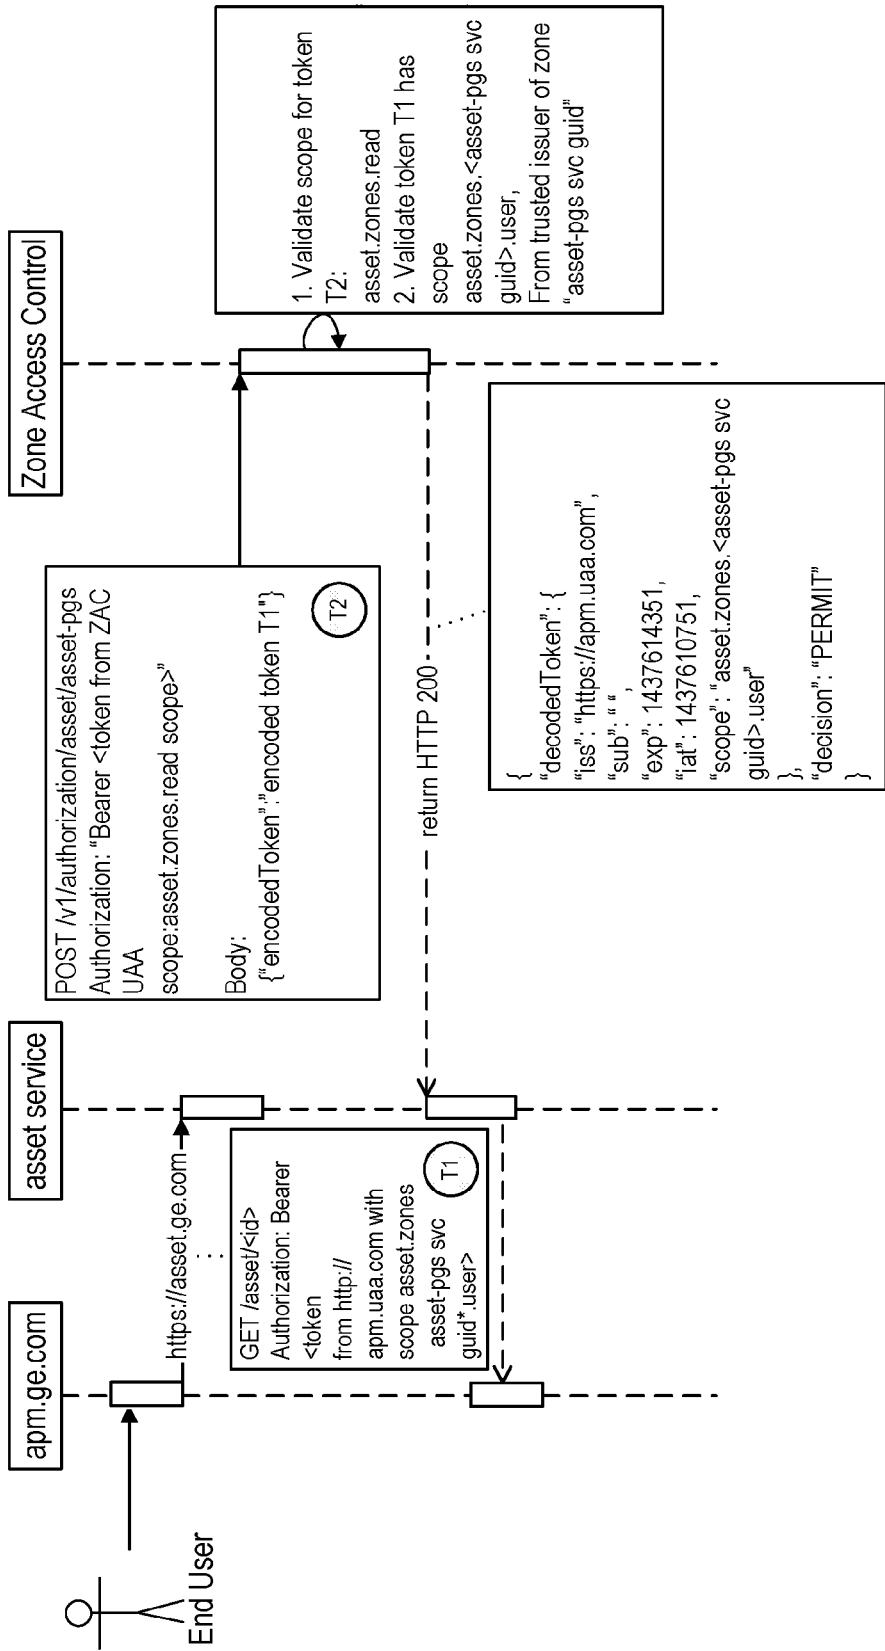 End User
apm.ge.com
asset service
Zone Access Control
https://asset.ge.com
GET /asset/<id>
Authorization: Bearer
<token
from http://
apm.uaa.com with
scope asset.zones
asset-pgs svc
guid*.user>
T1
POST /v1/authorization/asset/asset-pgs
Authorization: “Bearer <token from ZAC
UAA
scope:asset.zones.read scope>”
Body:
{“encodedToken”:“encoded token T1"}
T2
1. Validate scope for token
T2:
asset.zones.read
2. Validate token T1 has
scope
asset.zones.<asset-pgs svc
guid>.user,
From trusted issuer of zone
“asset-pgs svc guid”
return HTTP 200
{
“decodedToken”: {
“iss”: “https://apm.uaa.com”,
“sub”: “ “ ,
“exp”: 1437614351,
“iat”: 1437610751,
“scope”: “asset.zones.<asset-pgs svc
guid>.user”
},
“decision”: “PERMIT”
}